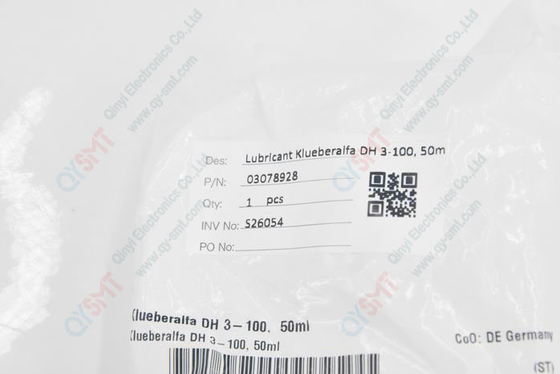 Des: Lubricant Klueberalfa DH 3-100, 50m
P/N: 03078928
Qty: 1 pcs
INV No: S26054
PO No:
Klueberalfa DH 3-100, 50ml
Klueberalfa DH 3-100, 50ml
CoO: DE Germany
(ST)
QYSMT
Qinyi Electronics Co.,Ltd
www.qy-smt.com